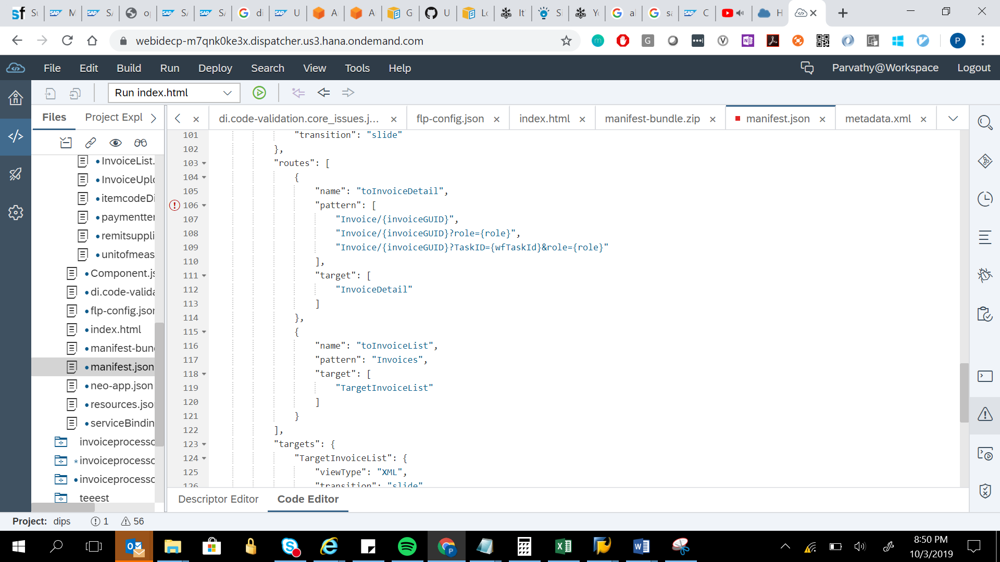 webidecp-m7qnk0ke3x.dispatcher.us3.hana.ondemand.com
File Edit Build Run Deploy Search View Tools Help Parvathy@Workspace Logout
Run index.html
Files Project Expl
di.code-validation.core_issues.j... flp-config.json index.html manifest-bundle.zip manifest.json metadata.xml
InvoiceList.
InvoiceUplo
itemcodeDi
paymentter
remitsuppli
unitofmeas
Component.js
di.code-valida
flp-config.json
index.html
manifest-bund
manifest.json
neo-app.json
resources.jso
serviceBindin
invoiceprocesso
*invoiceprocesso
invoiceprocesso
teeest
101 "transition": "slide"
102 },
103 "routes": [
104 {
105 "name": "toInvoiceDetail",
106 "pattern": [
107 "Invoice/{invoiceGUID}",
108 "Invoice/{invoiceGUID}?role={role}",
109 "Invoice/{invoiceGUID}?TaskID={wfTaskId}&role={role}"
110 ],
111 "target": [
112 "InvoiceDetail"
113 ]
114 },
115 {
116 "name": "toInvoiceList",
117 "pattern": "Invoices",
118 "target": [
119 "TargetInvoiceList"
120 ]
121 }
122 ],
123 "targets": {
124 "TargetInvoiceList": {
125 "viewType": "XML",
126 "transition": "slide"
Descriptor Editor Code Editor
Project: dips 1 56
8:50 PM
10/3/2019